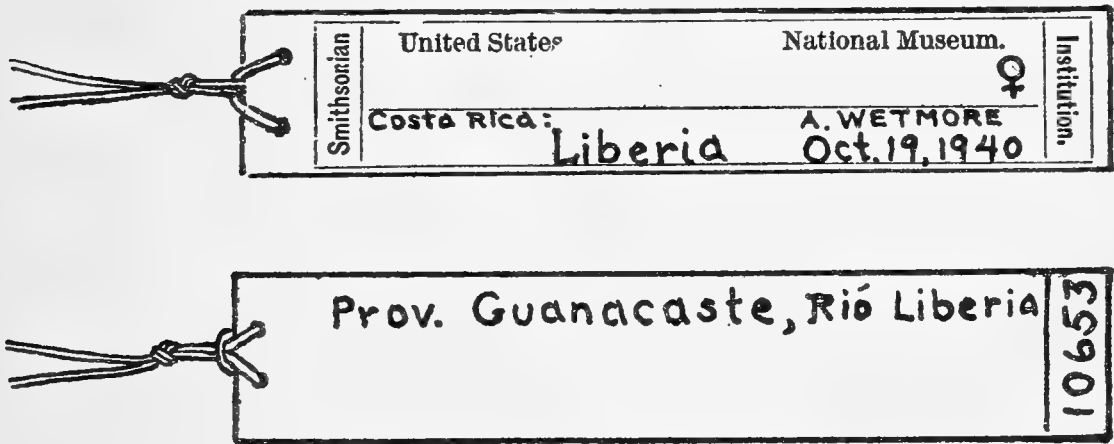 Smithsonian
United States National Museum.
♀
Institution.
Costa Rica: A. WETMORE
Liberia Oct. 19, 1940
Prov. Guanacaste, Rió Liberia
10653